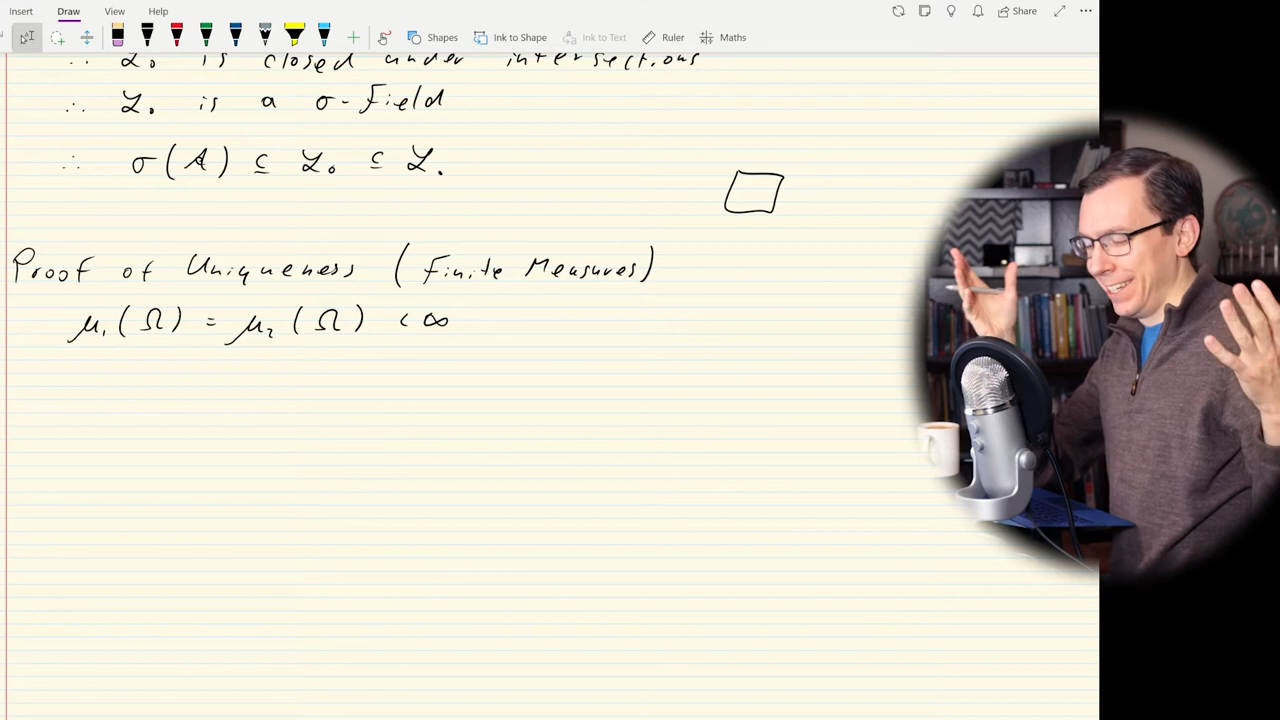 Insert Draw View Help Share
Shapes Ink to Shape Ink to Text Ruler Maths
∴ ℒ₀ is closed under intersections
∴ ℒ₀ is a σ-field
∴ σ(𝒜) ⊆ ℒ₀ ⊆ ℒ.
Proof of Uniqueness (Finite Measures)
μ₁(Ω) = μ₂(Ω) < ∞